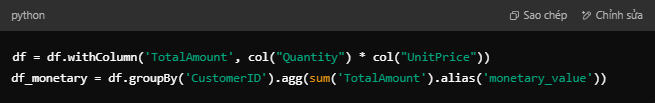 python
Sao chép
Chỉnh sửa
df = df.withColumn('TotalAmount', col("Quantity") * col("UnitPrice"))
df_monetary = df.groupBy('CustomerID').agg(sum('TotalAmount').alias('monetary_value'))